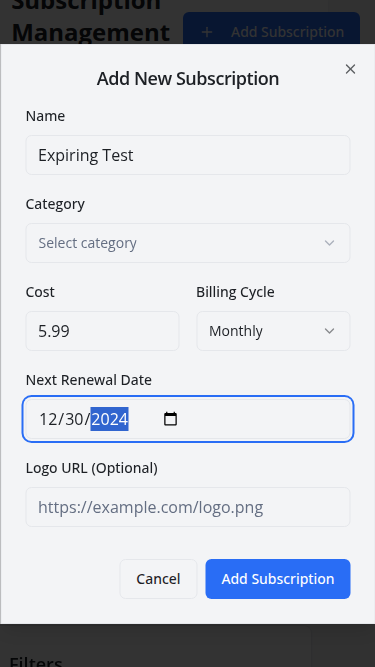 Subscription
Management
+ Add Subscription
×
Add New Subscription
Name
Expiring Test
Category
Select category
Cost
Billing Cycle
5.99
Monthly
Next Renewal Date
12/30/2024
Logo URL (Optional)
https://example.com/logo.png
Cancel
Add Subscription
Filters